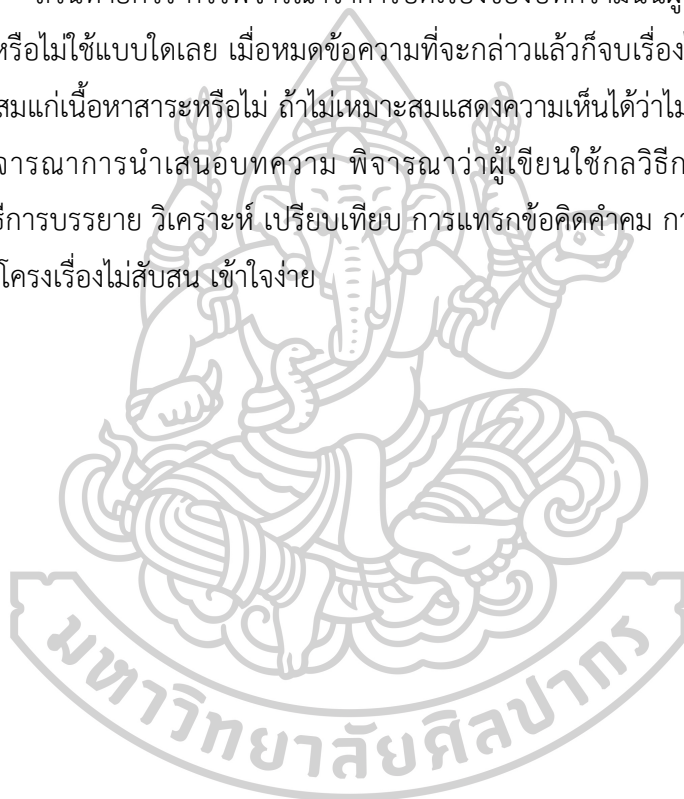 หรือไม่ใช้แบบใดเลย เมื่อหมดข้อความที่จะกล่าวแล้วก็จบเรื่อง
สมแก่เนื้อหาสาระหรือไม่ ถ้าไม่เหมาะสมแสดงความเห็นได้ว่าไม
จารณาการนำเสนอบทความ พิจารณาว่าผู้เขียนใช้กลวิธีก
ธีการบรรยาย วิเคราะห์ เปรียบเทียบ การแทรกข้อคิดคำคม กา
โครงเรื่องไม่สับสน เข้าใจง่าย
มหาวิทยาลัยศิลปากร